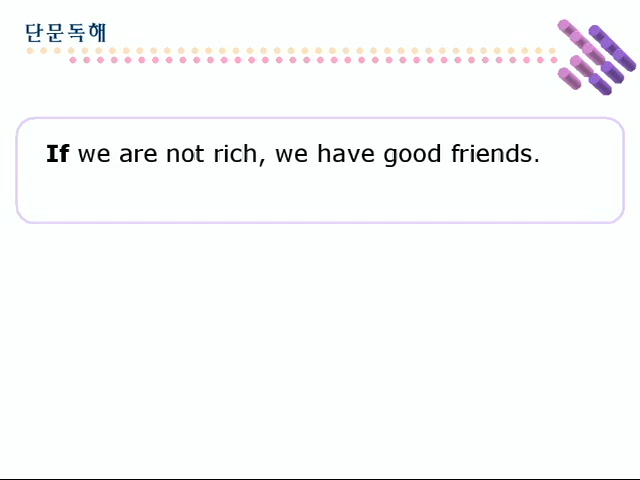 단문독해
If we are not rich, we have good friends.